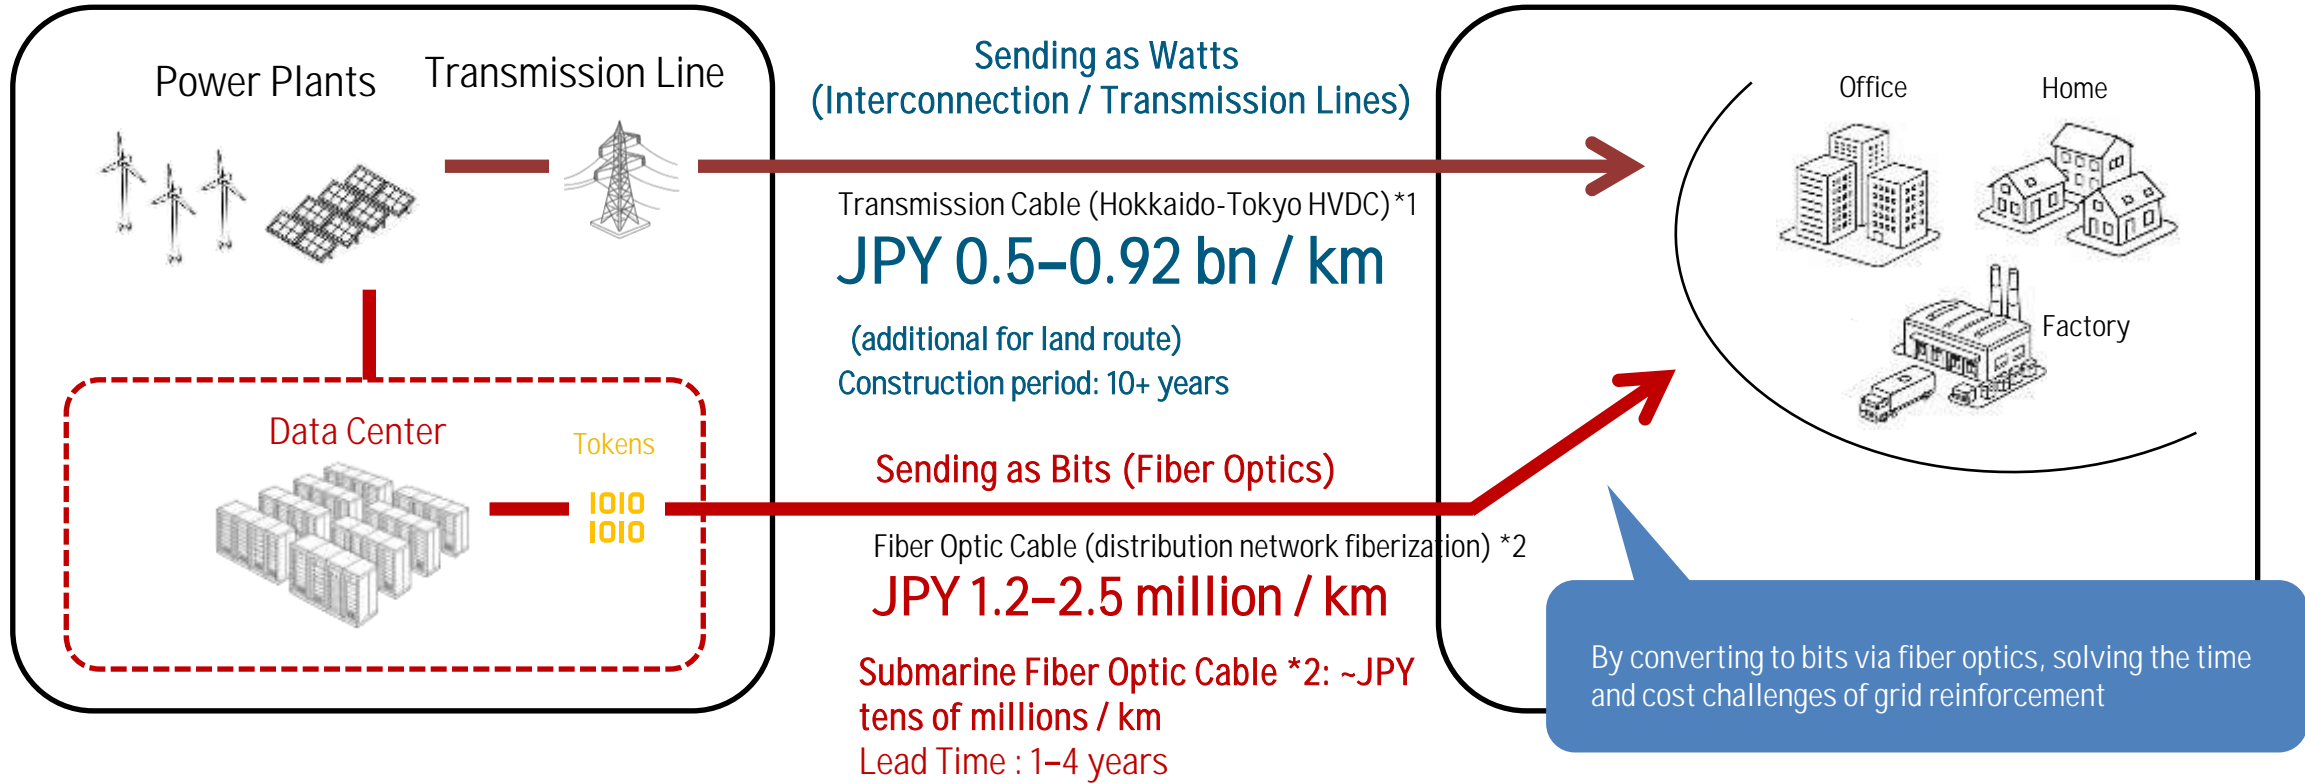 Power Plants
Transmission Line
Sending as Watts
(Interconnection / Transmission Lines)
Transmission Cable (Hokkaido-Tokyo HVDC) *1
JPY 0.5–0.92 bn / km
(additional for land route)
Construction period: 10+ years
Office
Home
Factory
Data Center
Tokens
1010
1010
Sending as Bits (Fiber Optics)
Fiber Optic Cable (distribution network fiberization) *2
JPY 1.2–2.5 million / km
Submarine Fiber Optic Cable *2: ~JPY
tens of millions / km
Lead Time : 1–4 years
By converting to bits via fiber optics, solving the time
and cost challenges of grid reinforcement